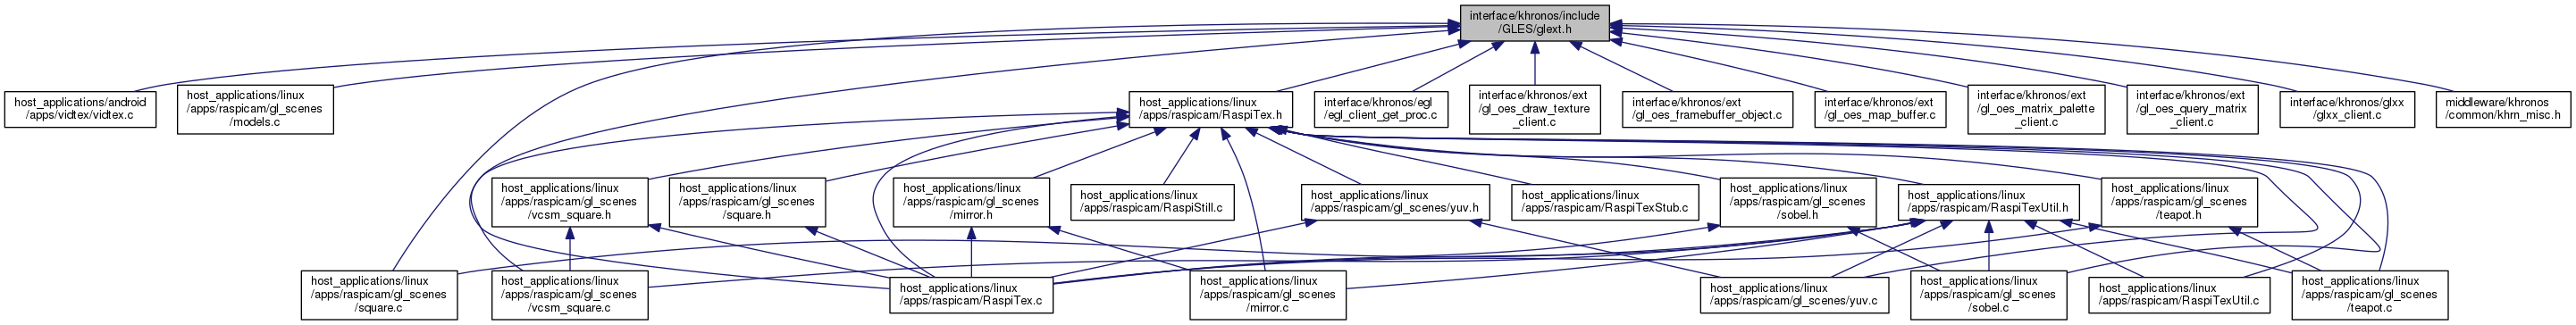 interface/khronos/include
/GLES/glext.h
host_applications/android
/apps/vidtex/vidtex.c
host_applications/linux
/apps/raspicam/gl_scenes
/models.c
host_applications/linux
/apps/raspicam/RaspiTex.h
interface/khronos/egl
/egl_client_get_proc.c
interface/khronos/ext
/gl_oes_draw_texture
_client.c
interface/khronos/ext
/gl_oes_framebuffer_object.c
interface/khronos/ext
/gl_oes_map_buffer.c
interface/khronos/ext
/gl_oes_matrix_palette
_client.c
interface/khronos/ext
/gl_oes_query_matrix
_client.c
interface/khronos/glxx
/glxx_client.c
middleware/khronos
/common/khrn_misc.h
host_applications/linux
/apps/raspicam/gl_scenes
/vcsm_square.h
host_applications/linux
/apps/raspicam/gl_scenes
/square.h
host_applications/linux
/apps/raspicam/gl_scenes
/mirror.h
host_applications/linux
/apps/raspicam/RaspiStill.c
host_applications/linux
/apps/raspicam/gl_scenes/yuv.h
host_applications/linux
/apps/raspicam/RaspiTexStub.c
host_applications/linux
/apps/raspicam/gl_scenes
/sobel.h
host_applications/linux
/apps/raspicam/RaspiTexUtil.h
host_applications/linux
/apps/raspicam/gl_scenes
/teapot.h
host_applications/linux
/apps/raspicam/gl_scenes
/square.c
host_applications/linux
/apps/raspicam/gl_scenes
/vcsm_square.c
host_applications/linux
/apps/raspicam/RaspiTex.c
host_applications/linux
/apps/raspicam/gl_scenes
/mirror.c
host_applications/linux
/apps/raspicam/gl_scenes/yuv.c
host_applications/linux
/apps/raspicam/gl_scenes
/sobel.c
host_applications/linux
/apps/raspicam/RaspiTexUtil.c
host_applications/linux
/apps/raspicam/gl_scenes
/teapot.c